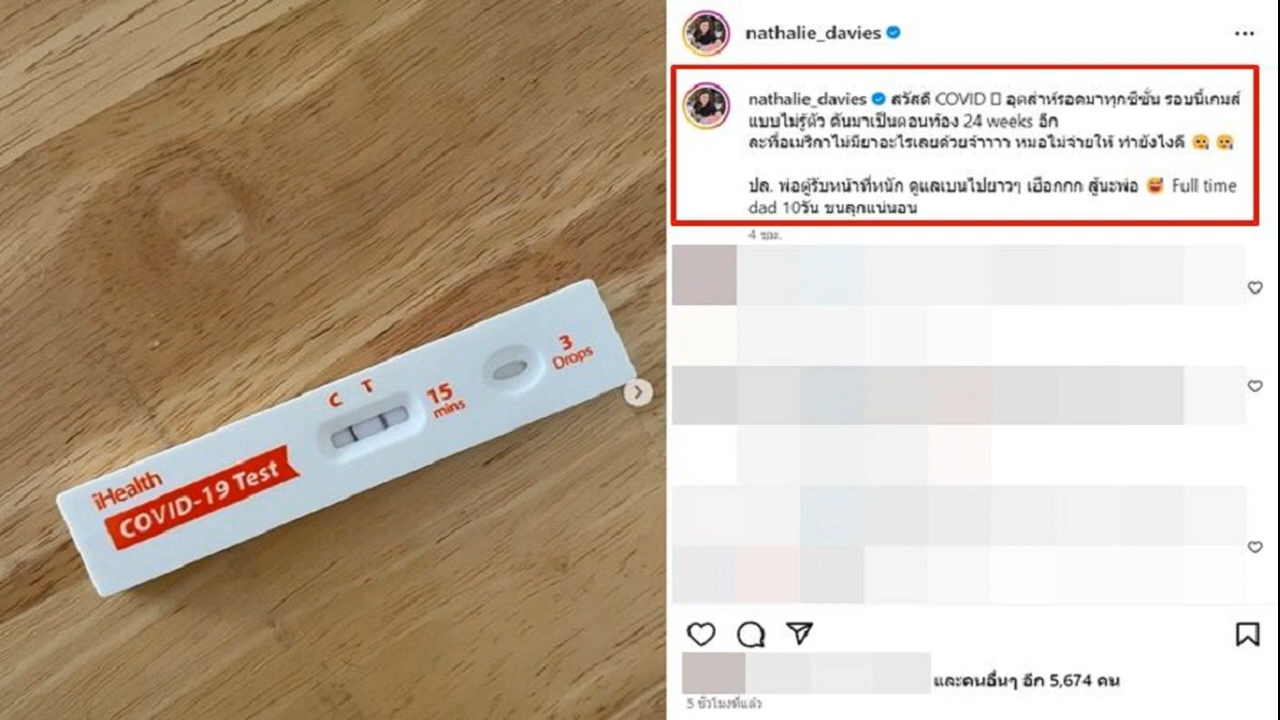 iHealth
COVID-19 Test
C T
15
mins
3
Drops
nathalie_davies
nathalie_davies สวัสดี COVID อุตส่าห์รอดมาทุกซีซั่น รอบนี้เกมส์
แบบไม่รู้ตัว ดันมาเป็นตอนท้อง 24 weeks อีก
ละที่อเมริกาไม่มียาอะไรเลยด้วยจ้าาาา หมอไม่จ่ายให้ ทำยังไงดี
ปล. พ่อคู่รับหน้าที่หนัก ดูแลเบนไปยาวๆ เฮือกกก สู้นะพ่อ 😅 Full time
dad 10วัน ขนลุกแน่นอน
4 ชม.
และคนอื่นๆ อีก 5,674 คน
ชั่วโมงที่แล้ว